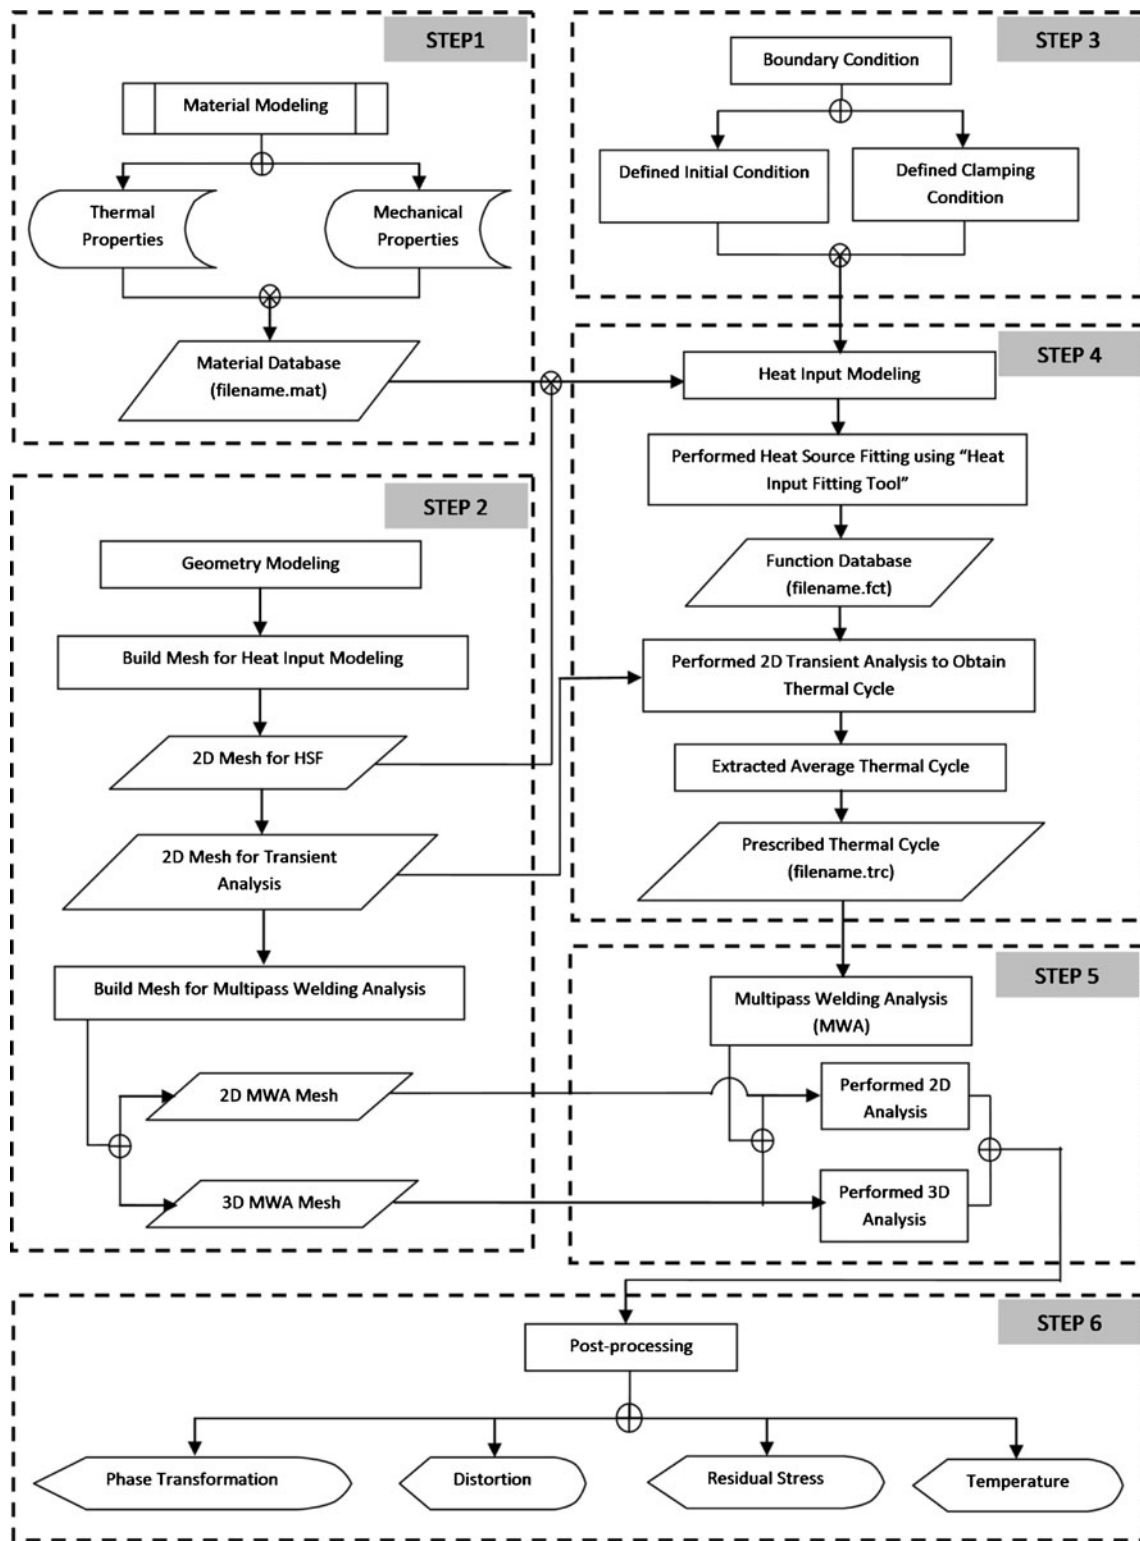 STEP1
Material Modeling
Thermal
Properties
Mechanical
Properties
Material Database
(filename.mat)
STEP 2
Geometry Modeling
Build Mesh for Heat Input Modeling
2D Mesh for HSF
2D Mesh for Transient
Analysis
Build Mesh for Multipass Welding Analysis
2D MWA Mesh
3D MWA Mesh
STEP 3
Boundary Condition
Defined Initial Condition
Defined Clamping
Condition
STEP 4
Heat Input Modeling
Performed Heat Source Fitting using “Heat
Input Fitting Tool”
Function Database
(filename.fct)
Performed 2D Transient Analysis to Obtain
Thermal Cycle
Extracted Average Thermal Cycle
Prescribed Thermal Cycle
(filename.trc)
STEP 5
Multipass Welding Analysis
(MWA)
Performed 2D
Analysis
Performed 3D
Analysis
STEP 6
Post-processing
Phase Transformation
Distortion
Residual Stress
Temperature